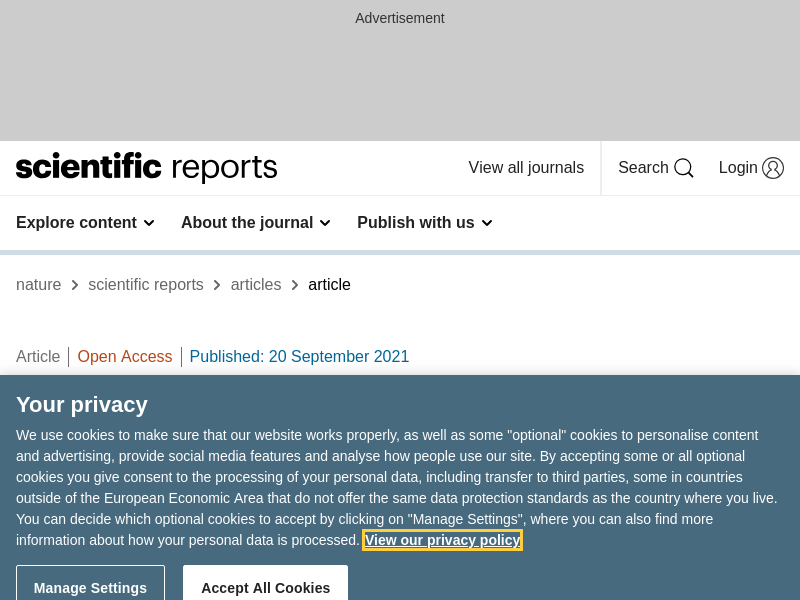 Advertisement
scientific reports
View all journals
Search
Login
Explore content
About the journal
Publish with us
nature
scientific reports
articles
article
Article
Open Access
Published: 20 September 2021
Your privacy
We use cookies to make sure that our website works properly, as well as some "optional" cookies to personalise content
and advertising, provide social media features and analyse how people use our site. By accepting some or all optional
cookies you give consent to the processing of your personal data, including transfer to third parties, some in countries
outside of the European Economic Area that do not offer the same data protection standards as the country where you live.
You can decide which optional cookies to accept by clicking on "Manage Settings", where you can also find more
information about how your personal data is processed. View our privacy policy
Manage Settings
Accept All Cookies